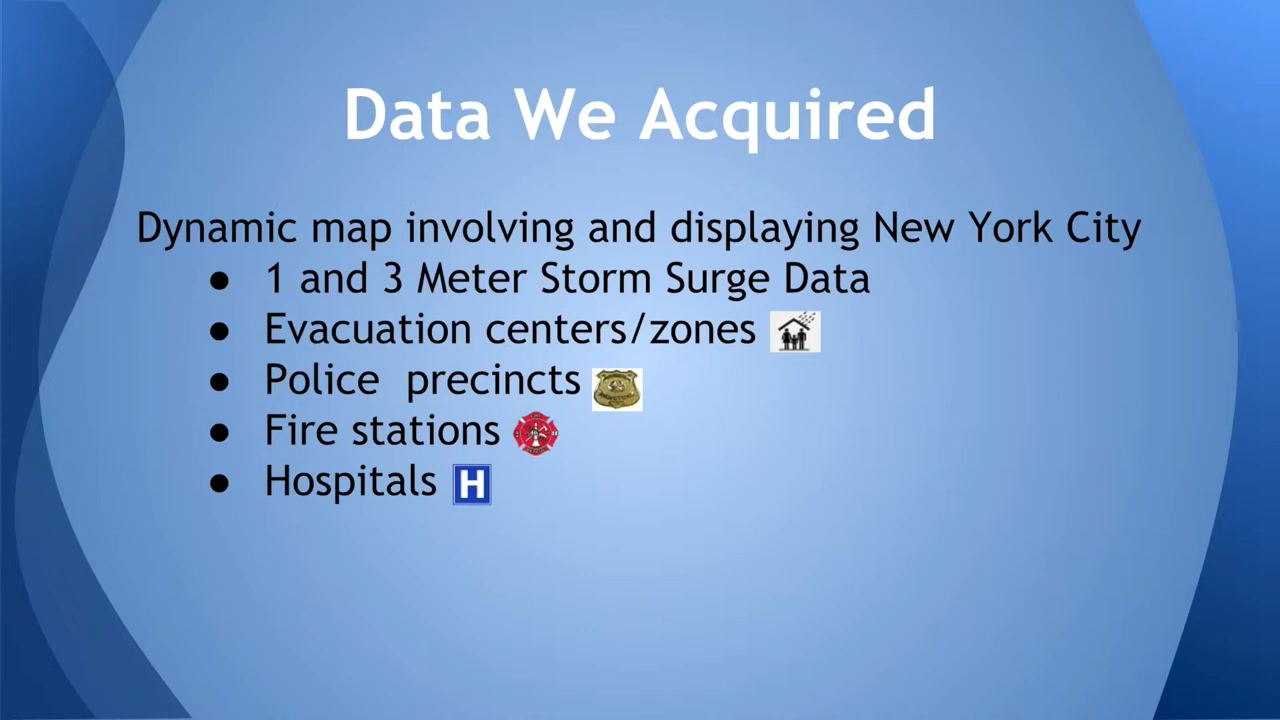 Data We Acquired
Dynamic map involving and displaying New York City
● 1 and 3 Meter Storm Surge Data
● Evacuation centers/zones
● Police precincts
● Fire stations
● Hospitals H